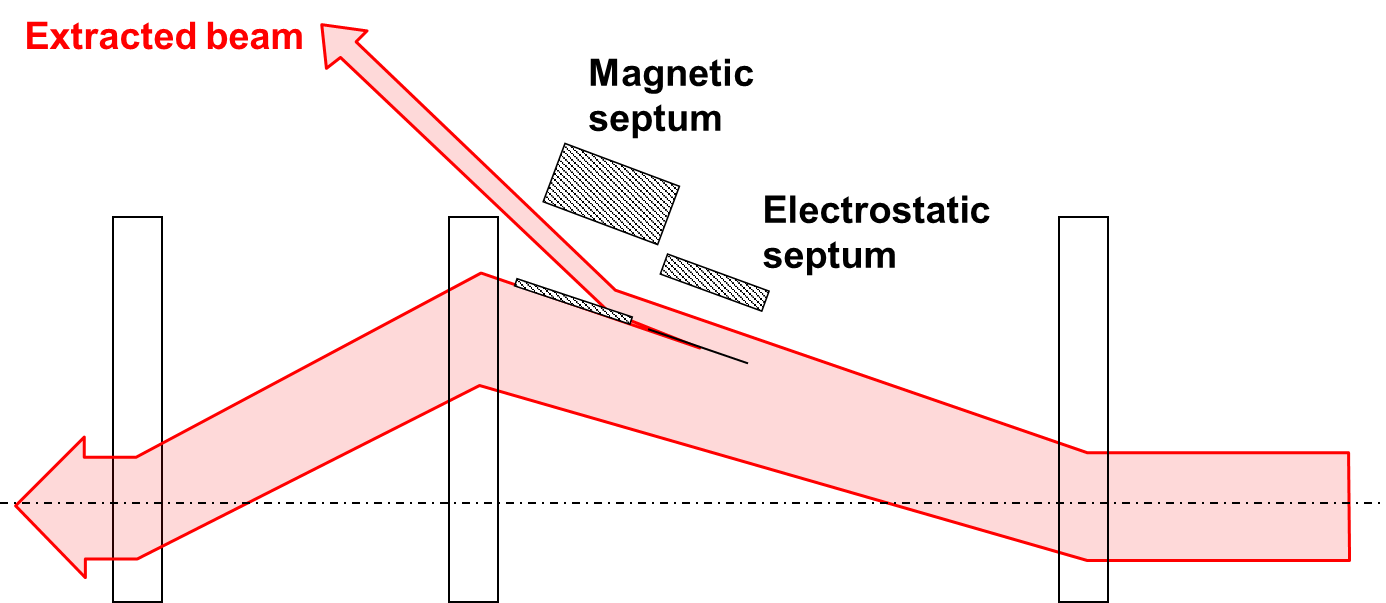 Extracted beam
Magnetic
septum
Electrostatic
septum